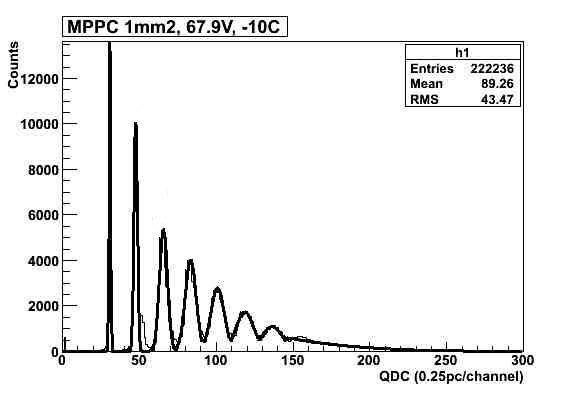 MPPC 1mm2, 67.9V, -10C
h1
Entries 222236
Mean 89.26
RMS 43.47
Counts
12000
10000
8000
6000
4000
2000
0
0 50 100 150 200 250 300
QDC (0.25pc/channel)